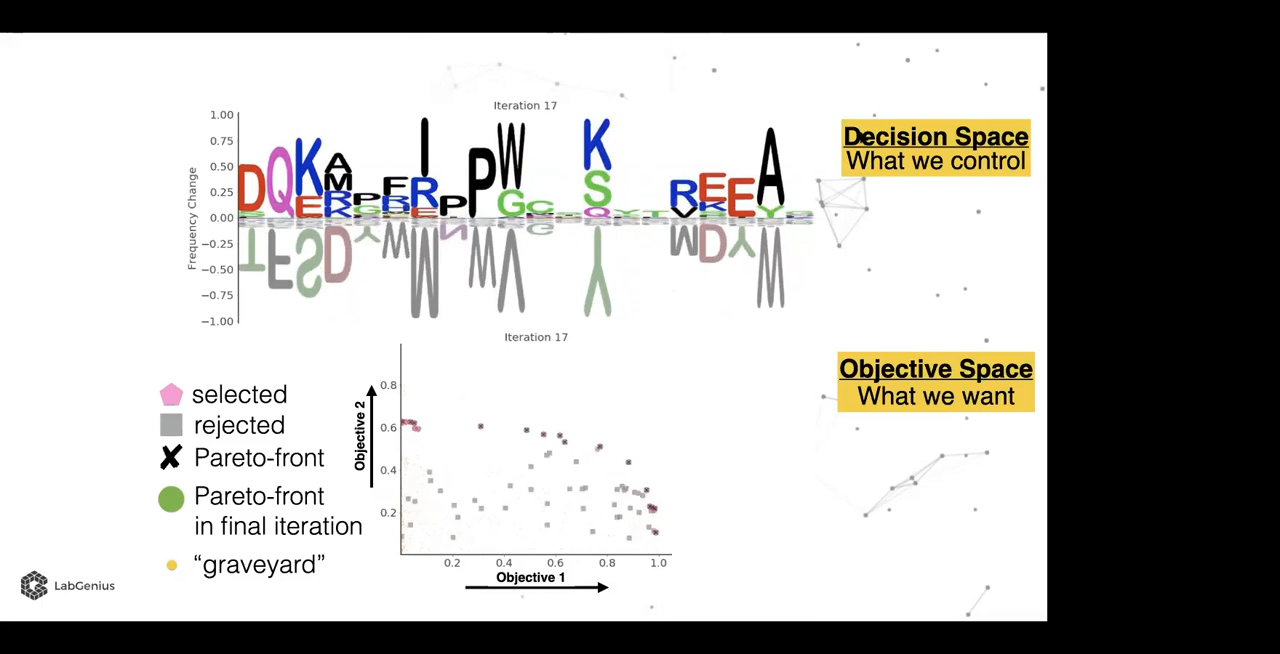 Iteration 17
Decision Space
What we control
Frequency Change
1.00
0.75
0.50
0.25
0.00
−0.25
−0.50
−0.75
−1.00
Iteration 17
Objective Space
What we want
selected
rejected
Pareto-front
Pareto-front
in final iteration
"graveyard"
Objective 2
0.8
0.6
0.4
0.2
0.2 0.4 0.6 0.8 1.0
Objective 1
LabGenius